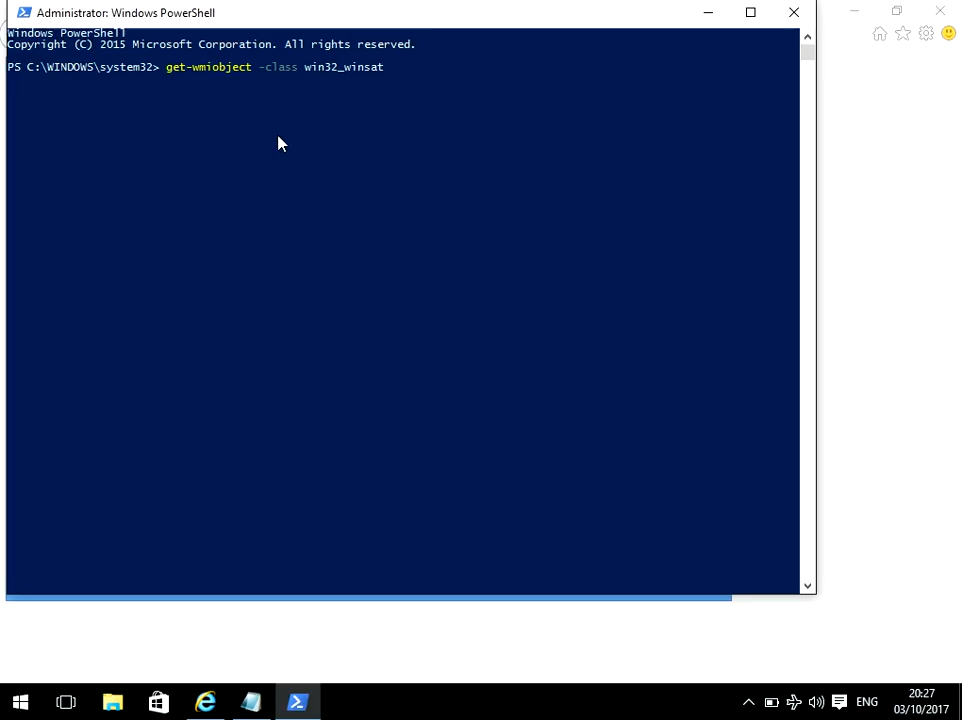 Administrator: Windows PowerShell
Windows PowerShell
Copyright (C) 2015 Microsoft Corporation. All rights reserved.
PS C:\WINDOWS\system32> get-wmiobject -class win32_winsat
ENG
20:27
03/10/2017